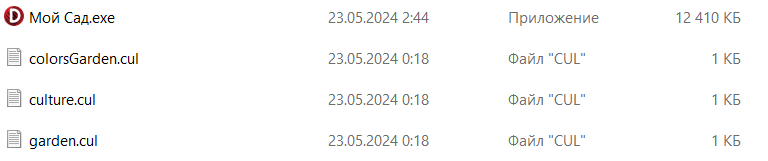 Мой Сад.exe 23.05.2024 2:44 Приложение 12 410 КБ
colorsGarden.cul 23.05.2024 0:18 Файл "CUL" 1 КБ
culture.cul 23.05.2024 0:18 Файл "CUL" 1 КБ
garden.cul 23.05.2024 0:18 Файл "CUL" 1 КБ